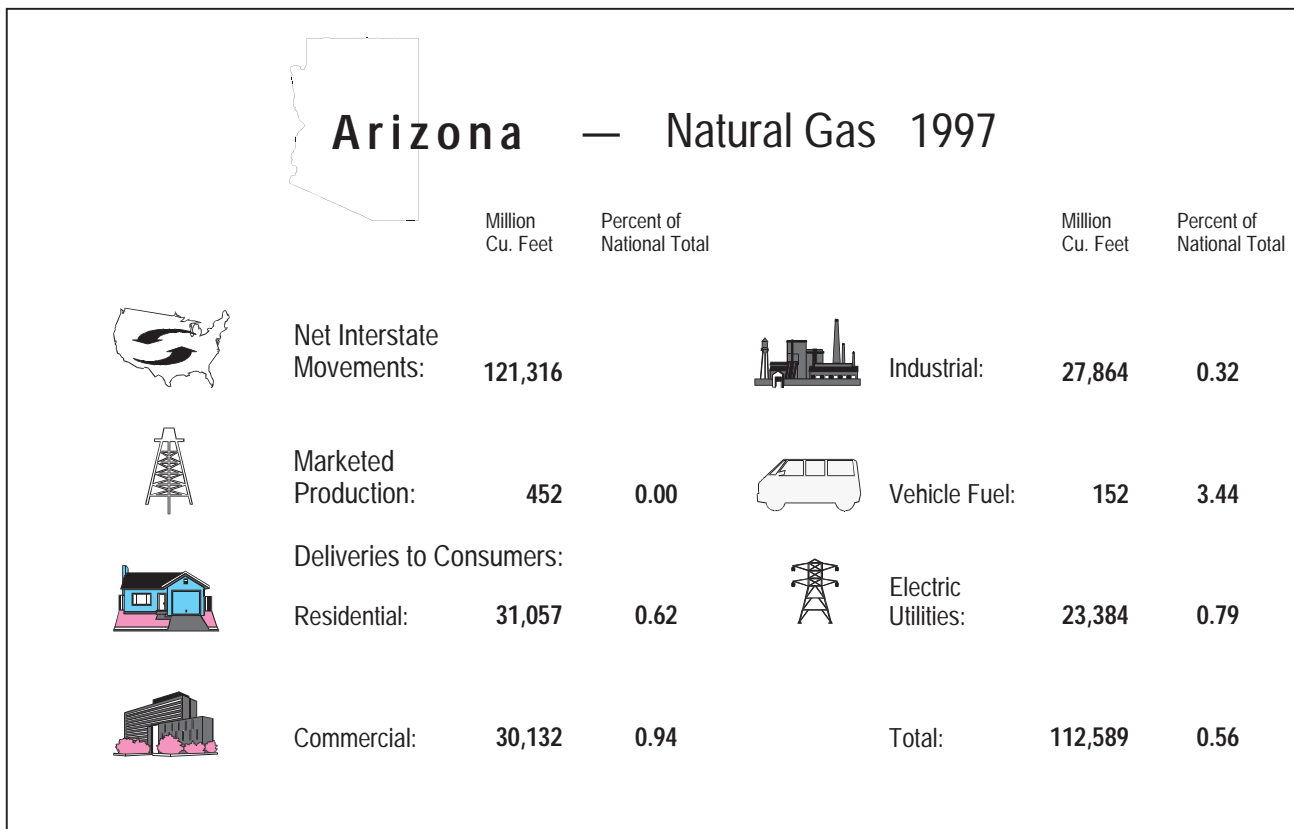 Arizona — Natural Gas 1997
Million Cu. Feet
Percent of National Total
Million Cu. Feet
Percent of National Total
Net Interstate
Movements: 121,316
Marketed
Production: 452 0.00
Deliveries to Consumers:
Residential: 31,057 0.62
Commercial: 30,132 0.94
Industrial: 27,864 0.32
Vehicle Fuel: 152 3.44
Electric
Utilities: 23,384 0.79
Total: 112,589 0.56